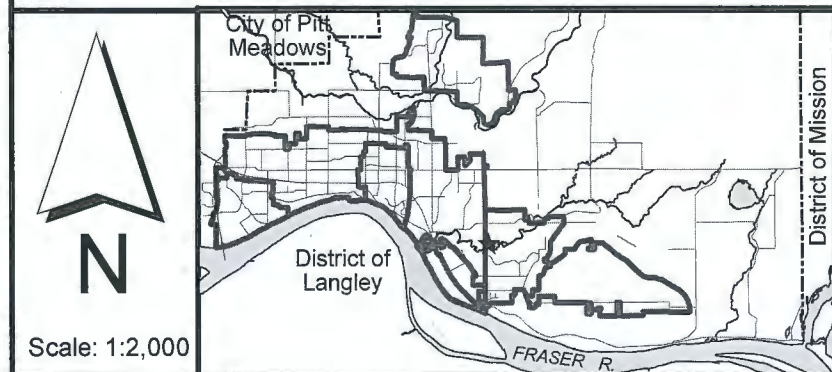 City of Pitt
Meadows
District of Mission
District of
Langley
N
Scale: 1:2,000
FRASER R.